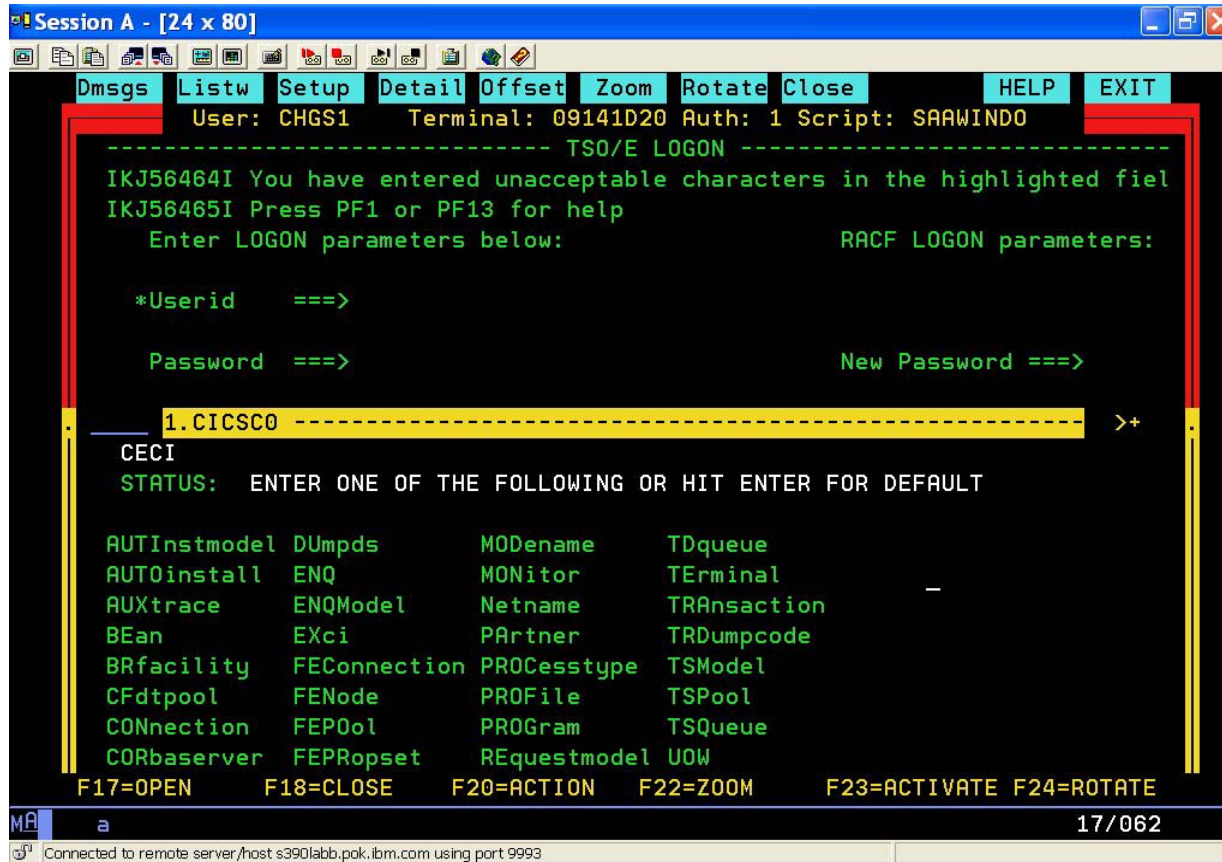 Session A - [24 x 80]
Dmsgs Listw Setup Detail Offset Zoom Rotate Close HELP EXIT
User: CHGS1 Terminal: 09141D20 Auth: 1 Script: SAAWINDO
------------------------------- TSO/E LOGON ------------------------------
IKJ56464I You have entered unacceptable characters in the highlighted fiel
IKJ56465I Press PF1 or PF13 for help
Enter LOGON parameters below: RACF LOGON parameters:
*Userid ===>
Password ===> New Password ===>
. ____ 1.CICSC0 ------------------------------------------------------- >+ .
CECI
STATUS: ENTER ONE OF THE FOLLOWING OR HIT ENTER FOR DEFAULT
AUTInstmodel DUmpds MODename TDqueue
AUTOinstall ENQ MONitor TErminal _
AUXtrace ENQModel Netname TRAnsaction
BEan EXci PArtner TRDumpcode
BRfacility FEConnection PROCesstype TSModel
CFdtpool FENode PROFile TSPool
CONnection FEPOol PROGram TSQueue
CORbaserver FEPRopset REquestmodel UOW
F17=OPEN F18=CLOSE F20=ACTION F22=ZOOM F23=ACTIVATE F24=ROTATE
MA a 17/062
Connected to remote server/host s390labb.pok.ibm.com using port 9993